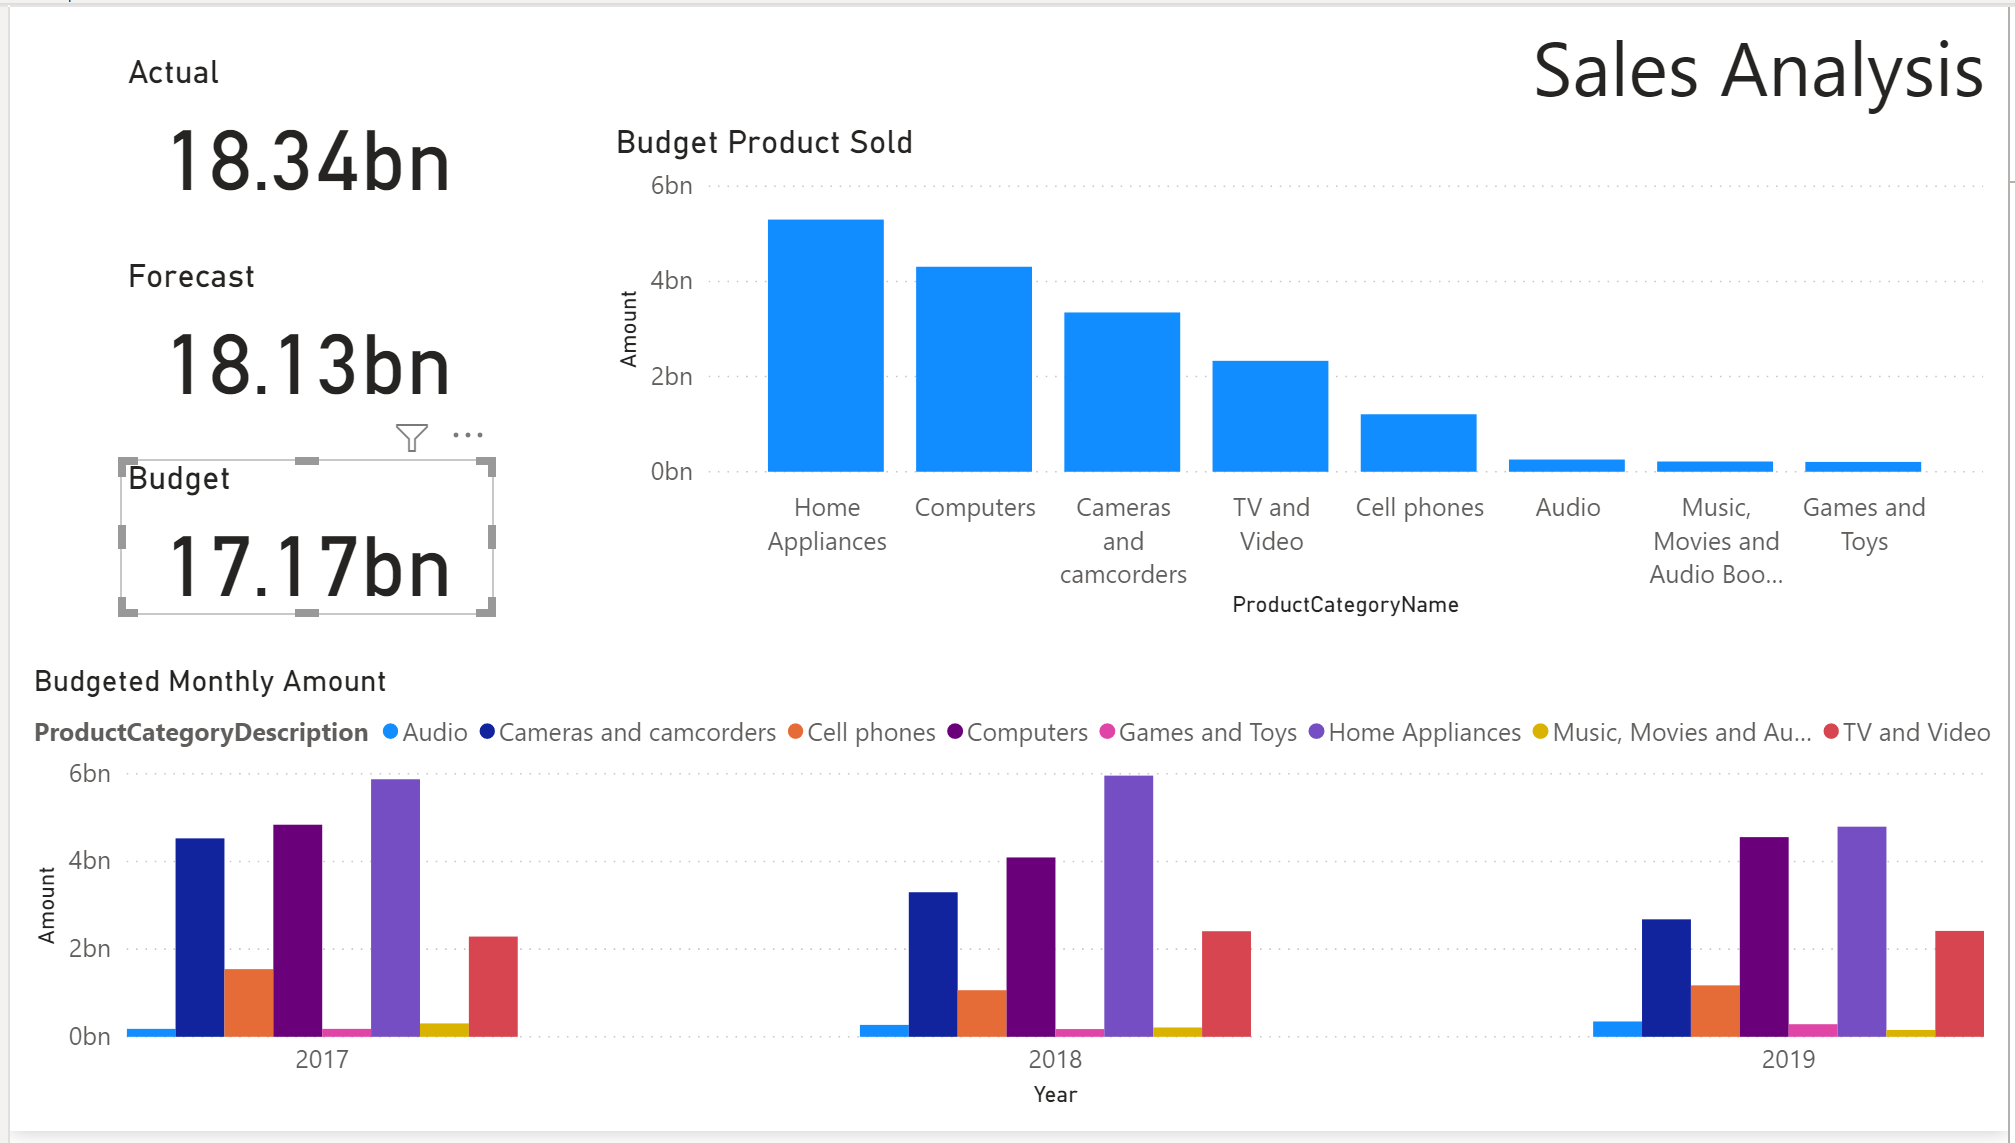 Sales Analysis
Actual
18.34bn
Forecast
18.13bn
Budget
17.17bn
Budget Product Sold
6bn
4bn
2bn
0bn
Amount
Home
Appliances
Computers
Cameras
and
camcorders
TV and
Video
Cell phones
Audio
Music,
Movies and
Audio Boo...
Games and
Toys
ProductCategoryName
Budgeted Monthly Amount
ProductCategoryDescription Audio Cameras and camcorders Cell phones Computers Games and Toys Home Appliances Music, Movies and Au... TV and Video
6bn
4bn
2bn
0bn
Amount
2017
2018
2019
Year